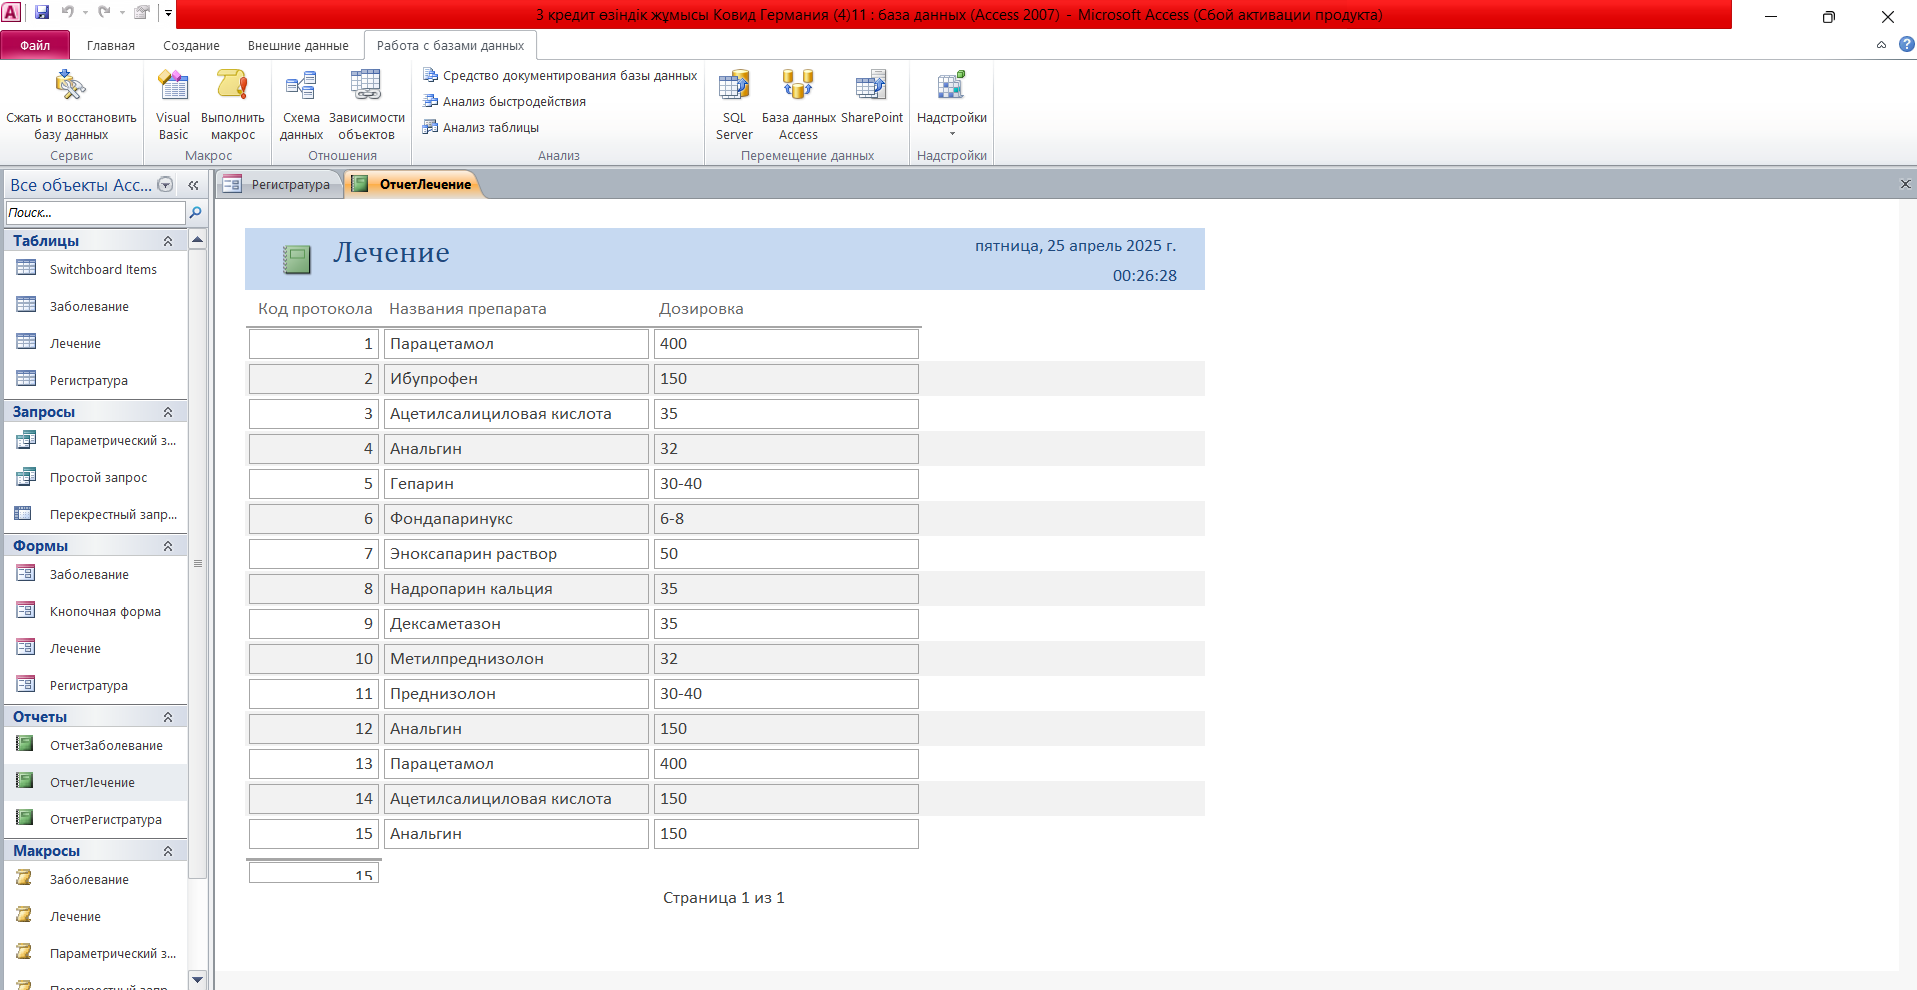 3 кредит өзіндік жұмысы Ковид Германия (4)11 : база данных (Access 2007) - Microsoft Access (Сбой активации продукта)
Файл Главная Создание Внешние данные Работа с базами данных
Сжать и восстановить
базу данных
Сервис
Visual
Basic
Выполнить
макрос
Макрос
Схема
данных
Зависимости
объектов
Отношения
Средство документирования базы данных
Анализ быстродействия
Анализ таблицы
Анализ
SQL
Server
База данных
Access
SharePoint
Перемещение данных
Надстройки
Надстройки
Все объекты Acc...
Поиск...
Таблицы
Switchboard Items
Заболевание
Лечение
Регистратура
Запросы
Параметрический з...
Простой запрос
Перекрестный запр...
Формы
Заболевание
Кнопочная форма
Лечение
Регистратура
Отчеты
ОтчетЗаболевание
ОтчетЛечение
ОтчетРегистратура
Макросы
Заболевание
Лечение
Параметрический з...
Перекрестный запр...
Регистратура ОтчетЛечение
Лечение
пятница, 25 апрель 2025 г.
00:26:28
Код протокола Названия препарата Дозировка
1 Парацетамол 400
2 Ибупрофен 150
3 Ацетилсалициловая кислота 35
4 Анальгин 32
5 Гепарин 30-40
6 Фондапаринукс 6-8
7 Эноксапарин раствор 50
8 Надропарин кальция 35
9 Дексаметазон 35
10 Метилпреднизолон 32
11 Преднизолон 30-40
12 Анальгин 150
13 Парацетамол 400
14 Ацетилсалициловая кислота 150
15 Анальгин 150
15
Страница 1 из 1